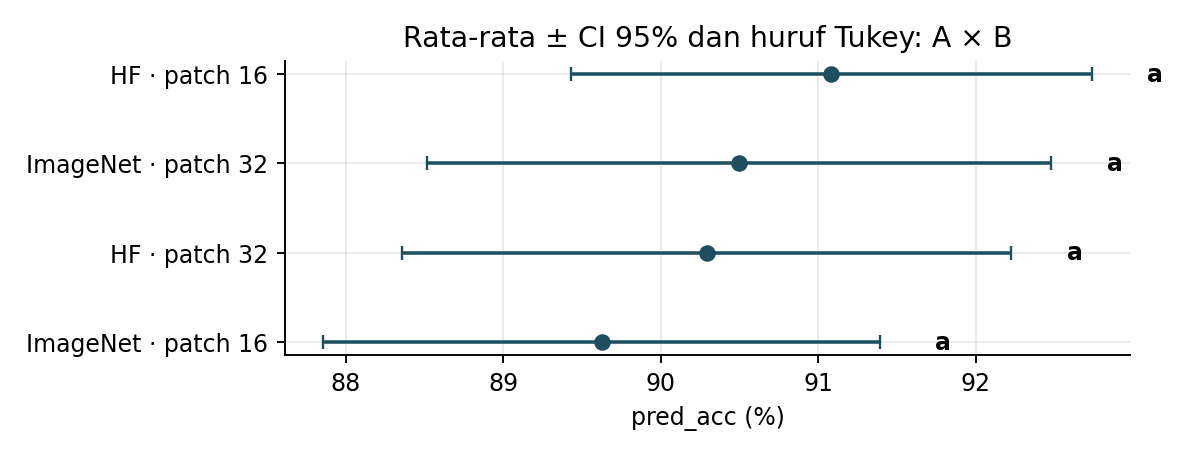 Rata-rata ± CI 95% dan huruf Tukey: A × B
HF · patch 16
a
ImageNet · patch 32
a
HF · patch 32
a
ImageNet · patch 16
a
88 89 90 91 92
pred_acc (%)